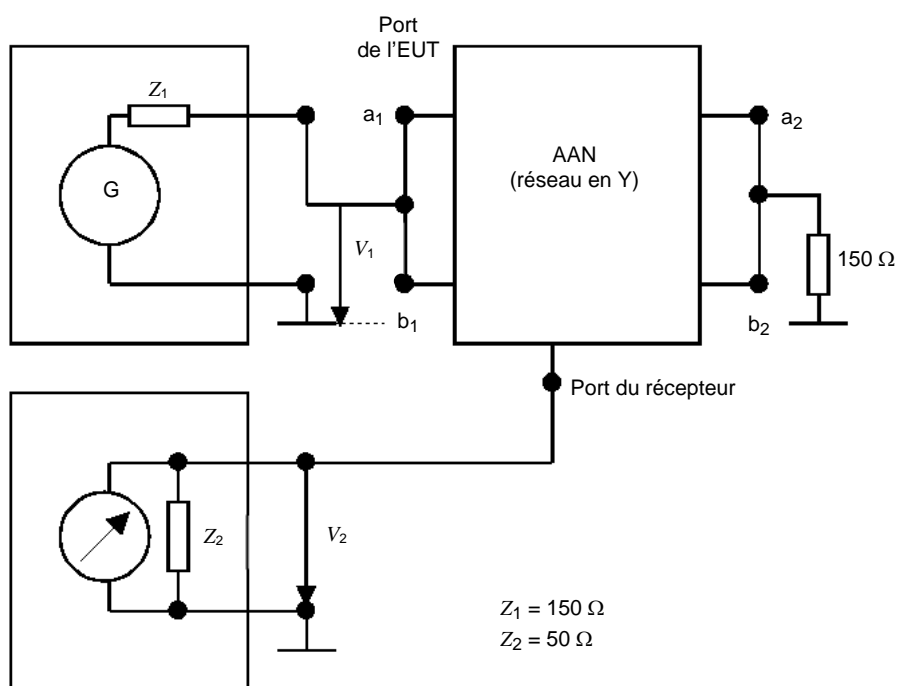 Port
de l'EUT
Z1
a1
a2
G
AAN
(réseau en Y)
V1
150 Ω
b1
b2
Port du récepteur
Z2
V2
Z1 = 150 Ω
Z2 = 50 Ω